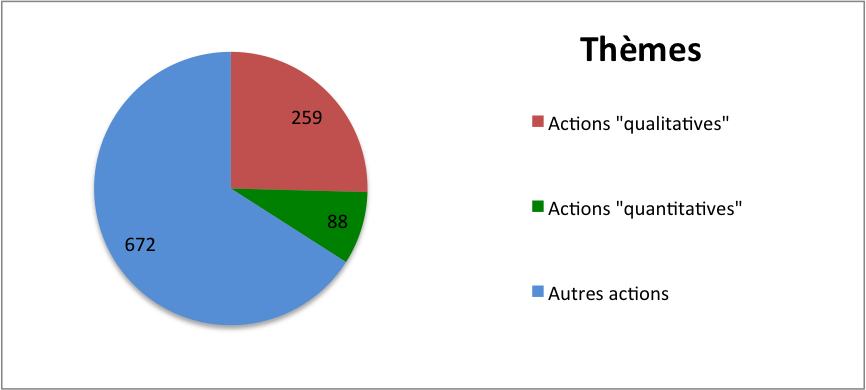 Thèmes
259
Actions "qualitatives"
88
Actions "quantitatives"
672
Autres actions